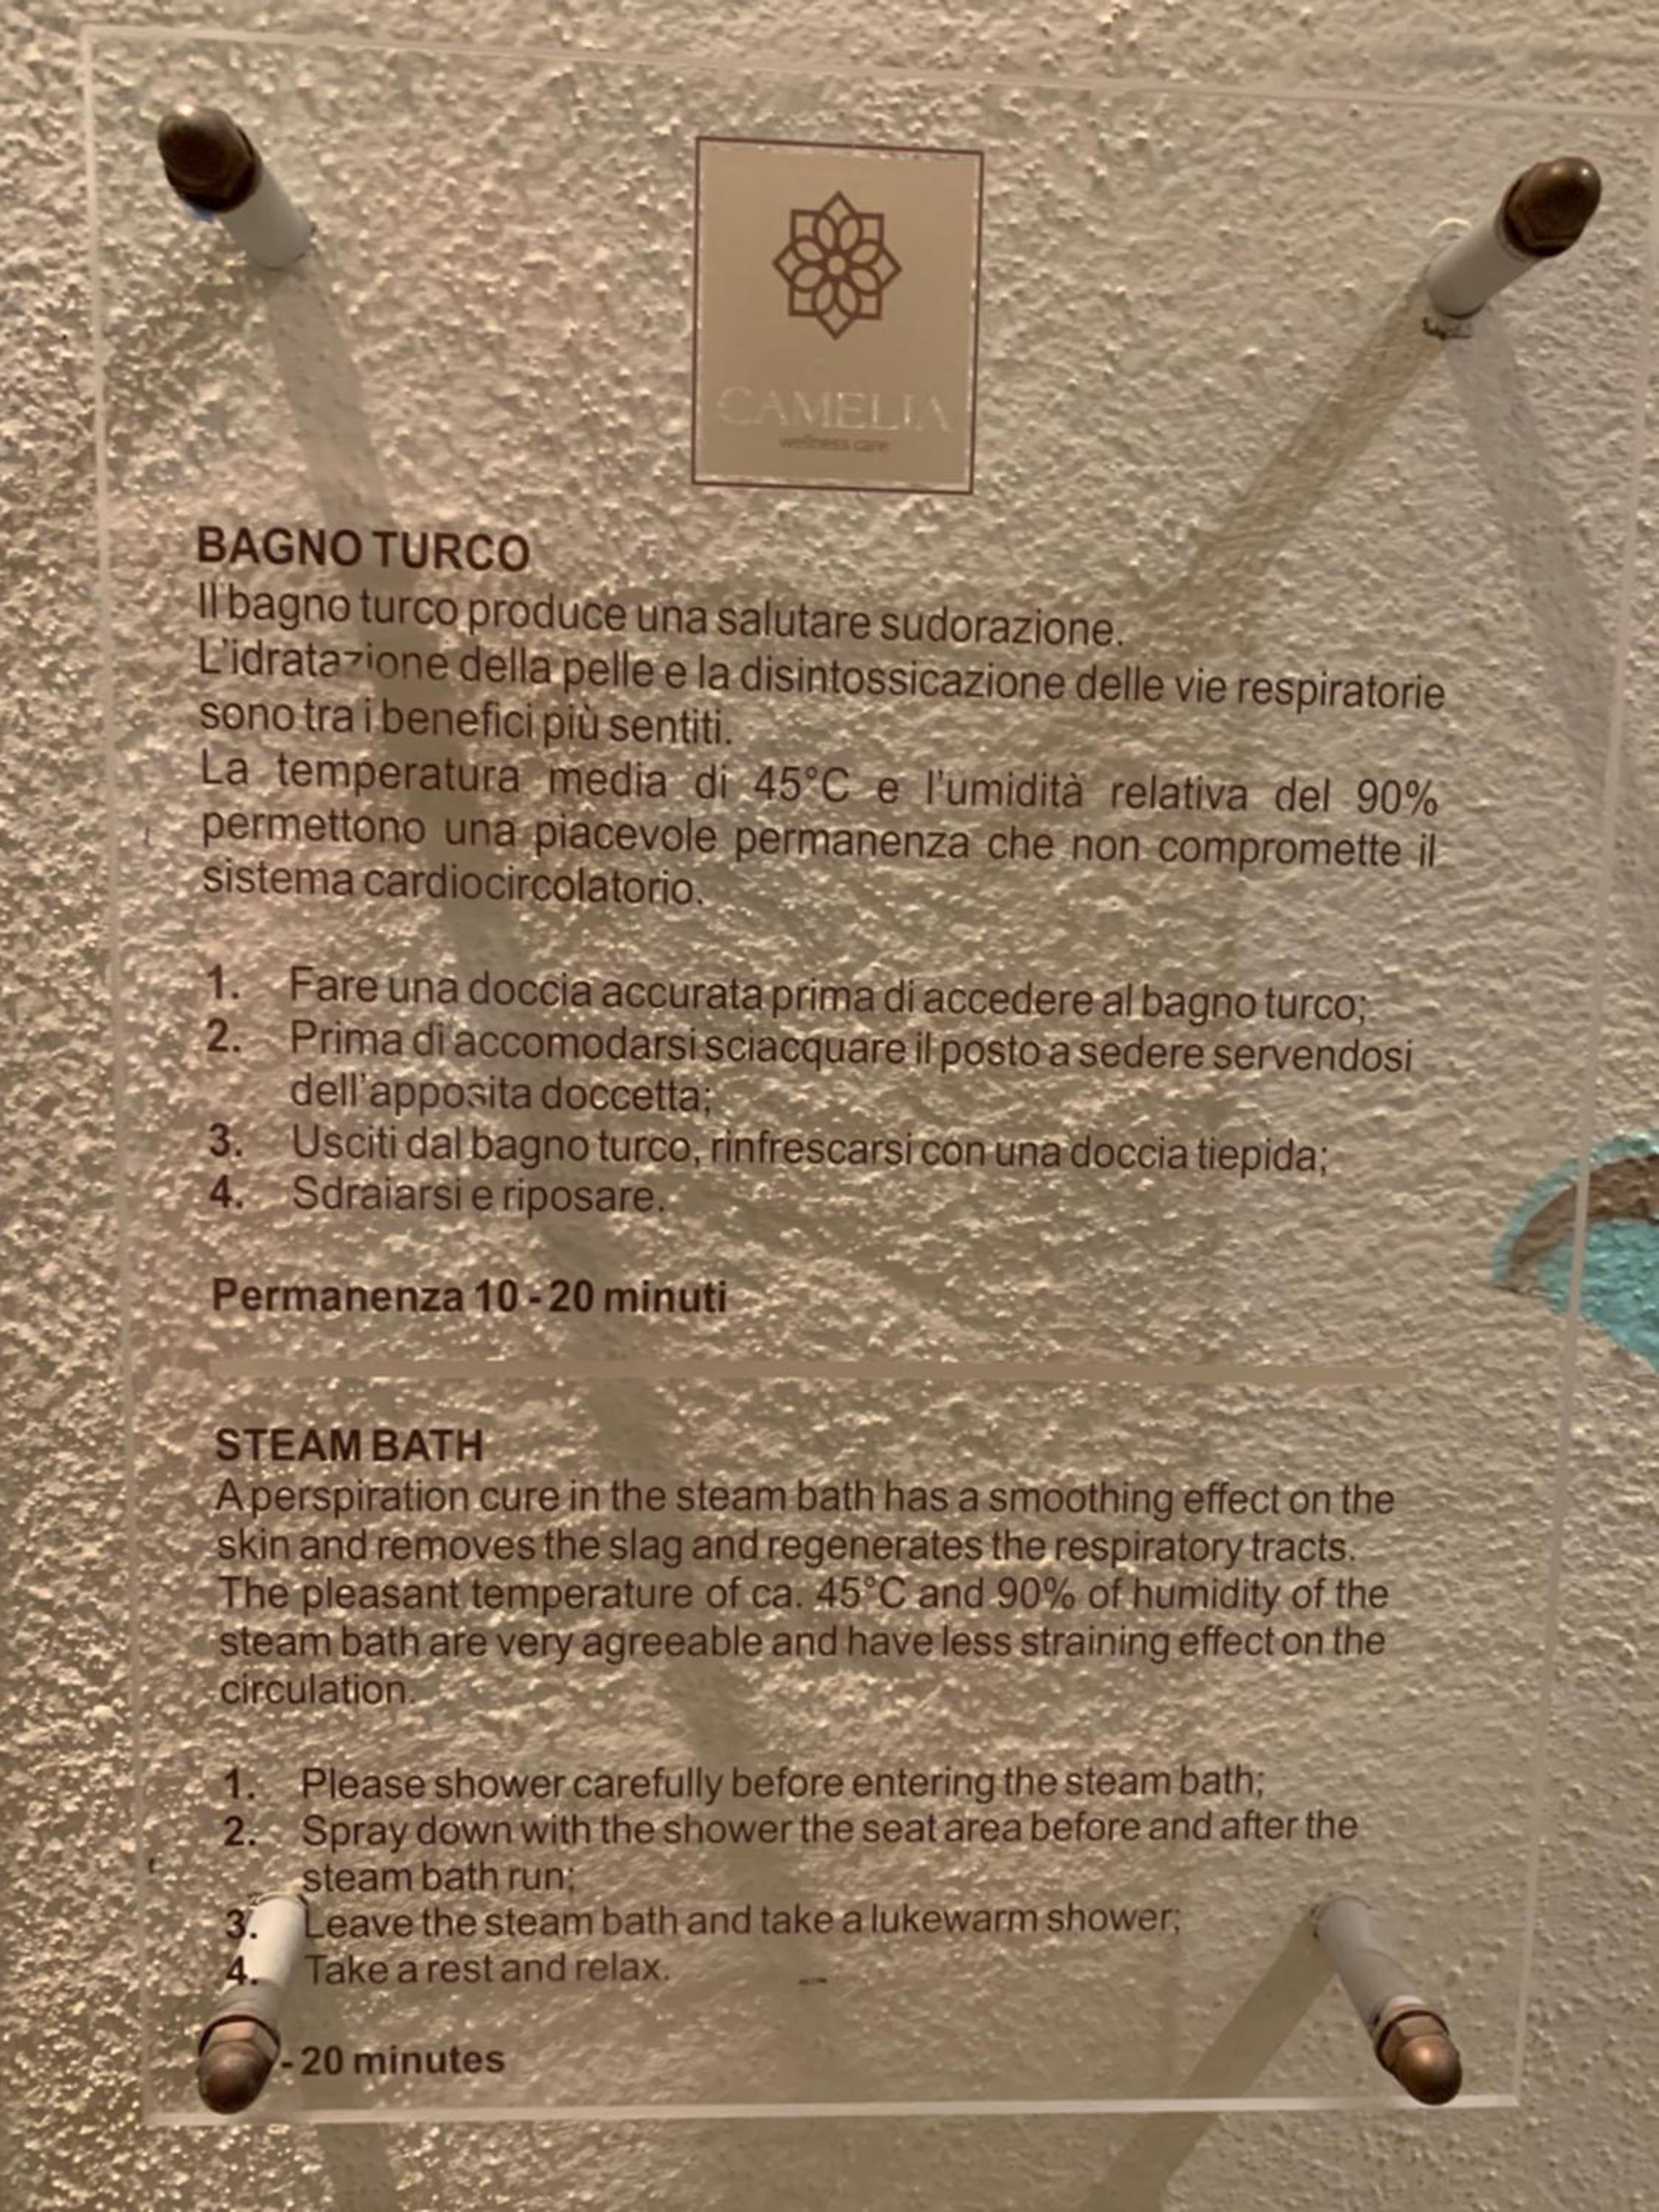 CAMELIA
wellness care
BAGNO TURCO
Il bagno turco produce una salutare sudorazione.
L'idratazione della pelle e la disintossicazione delle vie respiratorie
sono tra i benefici più sentiti.
La temperatura media di 45°C e l'umidità relativa del 90%
permettono una piacevole permanenza che non compromette il
sistema cardiocircolatorio.
1. Fare una doccia accurata prima di accedere al bagno turco;
2. Prima di accomodarsi sciacquare il posto a sedere servendosi
dell'apposita doccetta;
3. Usciti dal bagno turco, rinfrescarsi con una doccia tiepida;
4. Sdraiarsi e riposare.
Permanenza 10 - 20 minuti
STEAM BATH
A perspiration cure in the steam bath has a smoothing effect on the
skin and removes the slag and regenerates the respiratory tracts.
The pleasant temperature of ca. 45°C and 90% of humidity of the
steam bath are very agreeable and have less straining effect on the
circulation.
1. Please shower carefully before entering the steam bath;
2. Spray down with the shower the seat area before and after the
steam bath run;
3. Leave the steam bath and take a lukewarm shower;
4. Take a rest and relax.
- 20 minutes